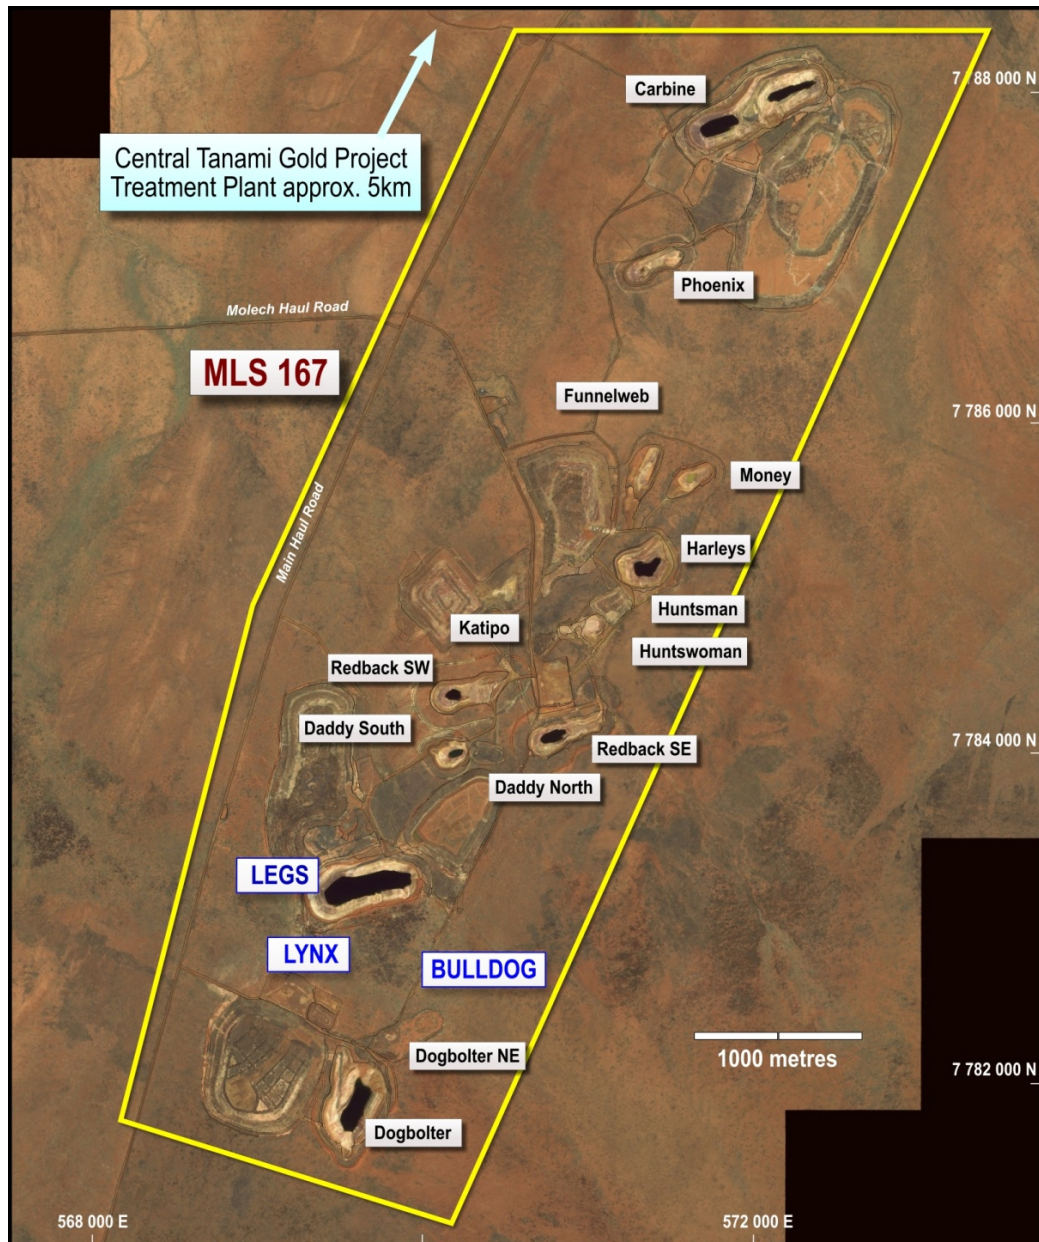 Carbine
7 788 000 N
Central Tanami Gold Project
Treatment Plant approx. 5km
Phoenix
Molech Haul Road
MLS 167
Funnelweb
7 786 000 N
Money
Main Haul Road
Harleys
Huntsman
Katipo
Huntswoman
Redback SW
Daddy South
Redback SE
7 784 000 N
Daddy North
LEGS
LYNX
BULLDOG
1000 metres
Dogbolter NE
7 782 000 N
Dogbolter
568 000 E
572 000 E